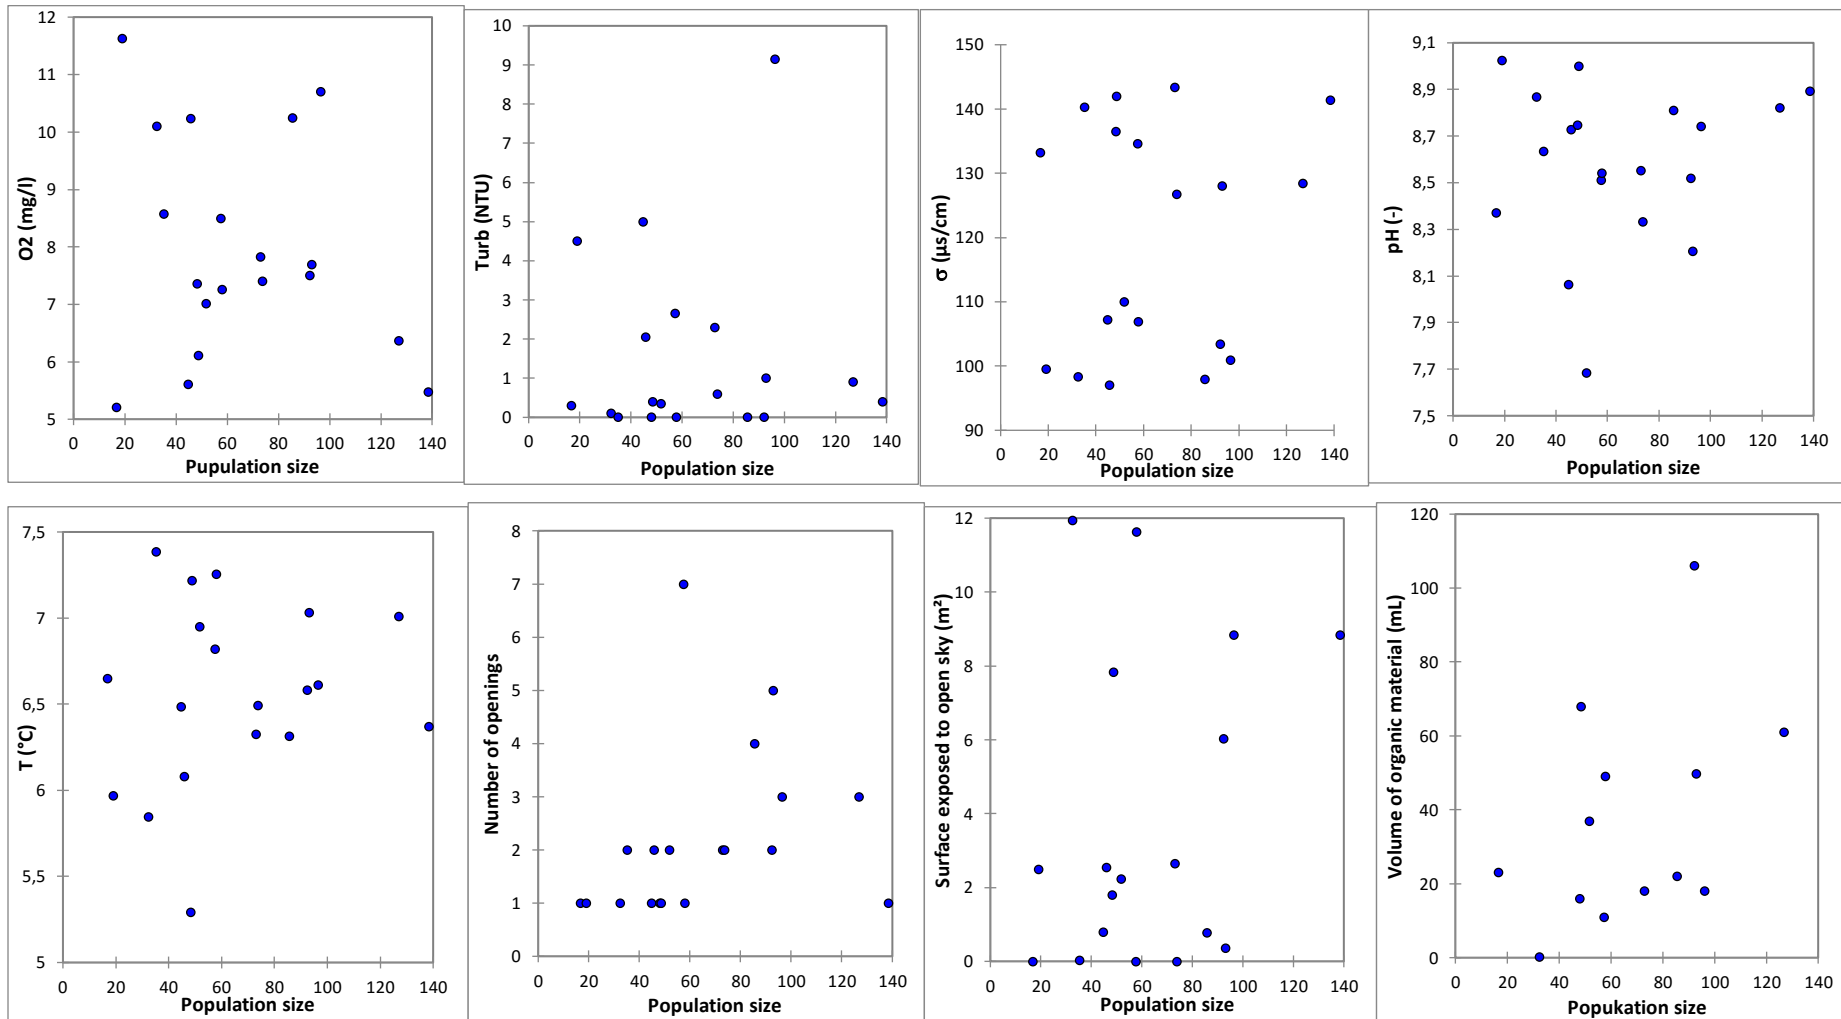 12
11
10
9
8
7
6
5
0 20 40 60 80 100 120 140
O2 (mg/l)
Pupulation size
10
9
8
7
6
5
4
3
2
1
0
0 20 40 60 80 100 120 140
Turb (NTU)
Population size
150
140
130
120
110
100
90
0 20 40 60 80 100 120 140
σ (µs/cm)
Population size
9,1
8,9
8,7
8,5
8,3
8,1
7,9
7,7
7,5
0 20 40 60 80 100 120 140
pH (-)
Population size
7,5
7
6,5
6
5,5
5
0 20 40 60 80 100 120 140
T (°C)
Population size
8
7
6
5
4
3
2
1
0
0 20 40 60 80 100 120 140
Number of openings
Population size
12
10
8
6
4
2
0
0 20 40 60 80 100 120 140
Surface exposed to open sky (m²)
Population size
120
100
80
60
40
20
0
0 20 40 60 80 100 120 140
Volume of organic material (mL)
Popukation size